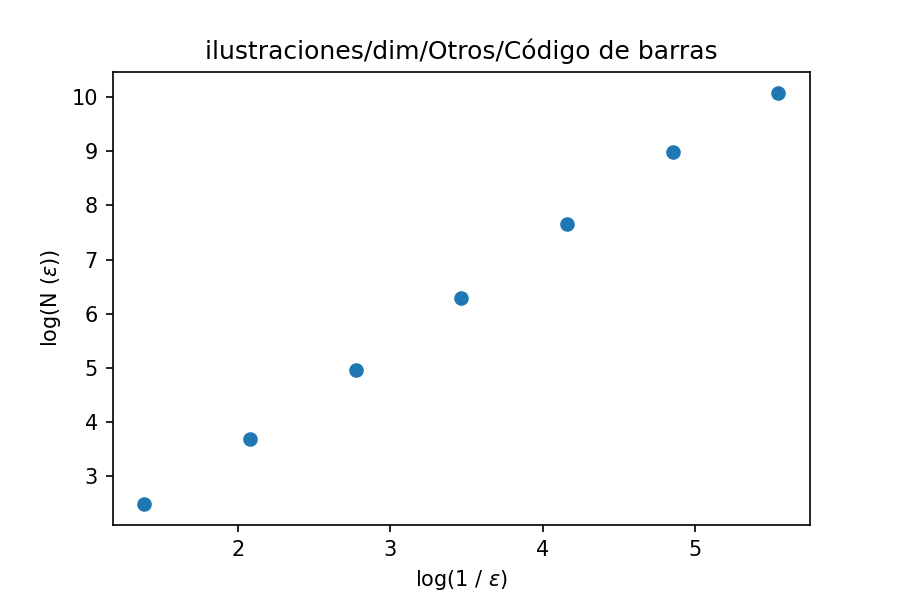 ilustraciones/dim/Otros/Código de barras
10
9
8
7
6
5
4
3
log(N (ε))
2 3 4 5
log(1 / ε)